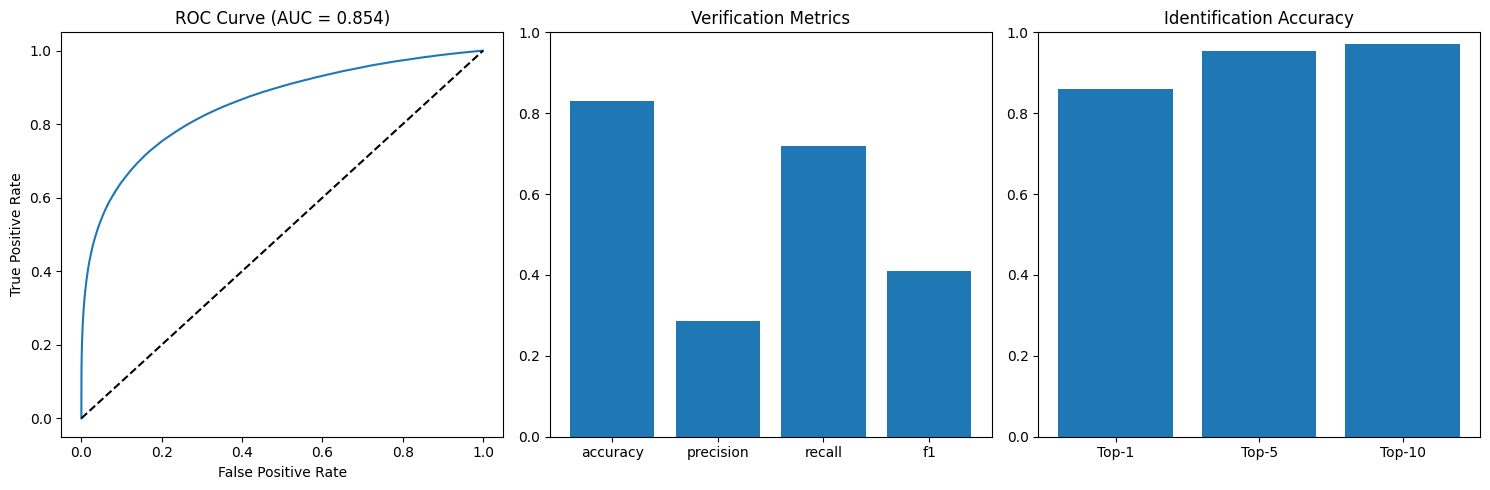 ROC Curve (AUC = 0.854)
1.0
0.8
0.6
0.4
0.2
0.0
True Positive Rate
0.0 0.2 0.4 0.6 0.8 1.0
False Positive Rate
Verification Metrics
1.0
0.8
0.6
0.4
0.2
0.0
accuracy precision recall f1
Identification Accuracy
1.0
0.8
0.6
0.4
0.2
0.0
Top-1 Top-5 Top-10